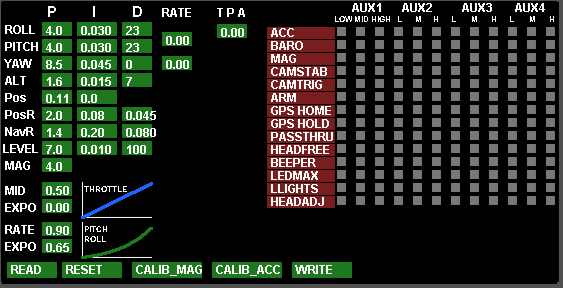 P I D RATE T P A AUX1 AUX2 AUX3 AUX4
LOW MID HIGH L M H L M H L M H
ROLL 4.0 0.030 23 0.00 0.00 ACC
PITCH 4.0 0.030 23 BARO
YAW 8.5 0.045 0 0.00 MAG
ALT 1.6 0.015 7 CAMSTAB
CAMTRIG
Pos 0.11 0.0 ARM
PosR 2.0 0.08 0.045 GPS HOME
GPS HOLD
NavR 1.4 0.20 0.080 PASSTHRU
LEVEL 7.0 0.010 100 HEADFREE
MAG 4.0 BEEPER
LEDMAX
MID 0.50 THROTTLE LLIGHTS
EXPO 0.00 HEADADJ
RATE 0.90 PITCH
ROLL
EXPO 0.65
READ RESET CALIB_MAG CALIB_ACC WRITE